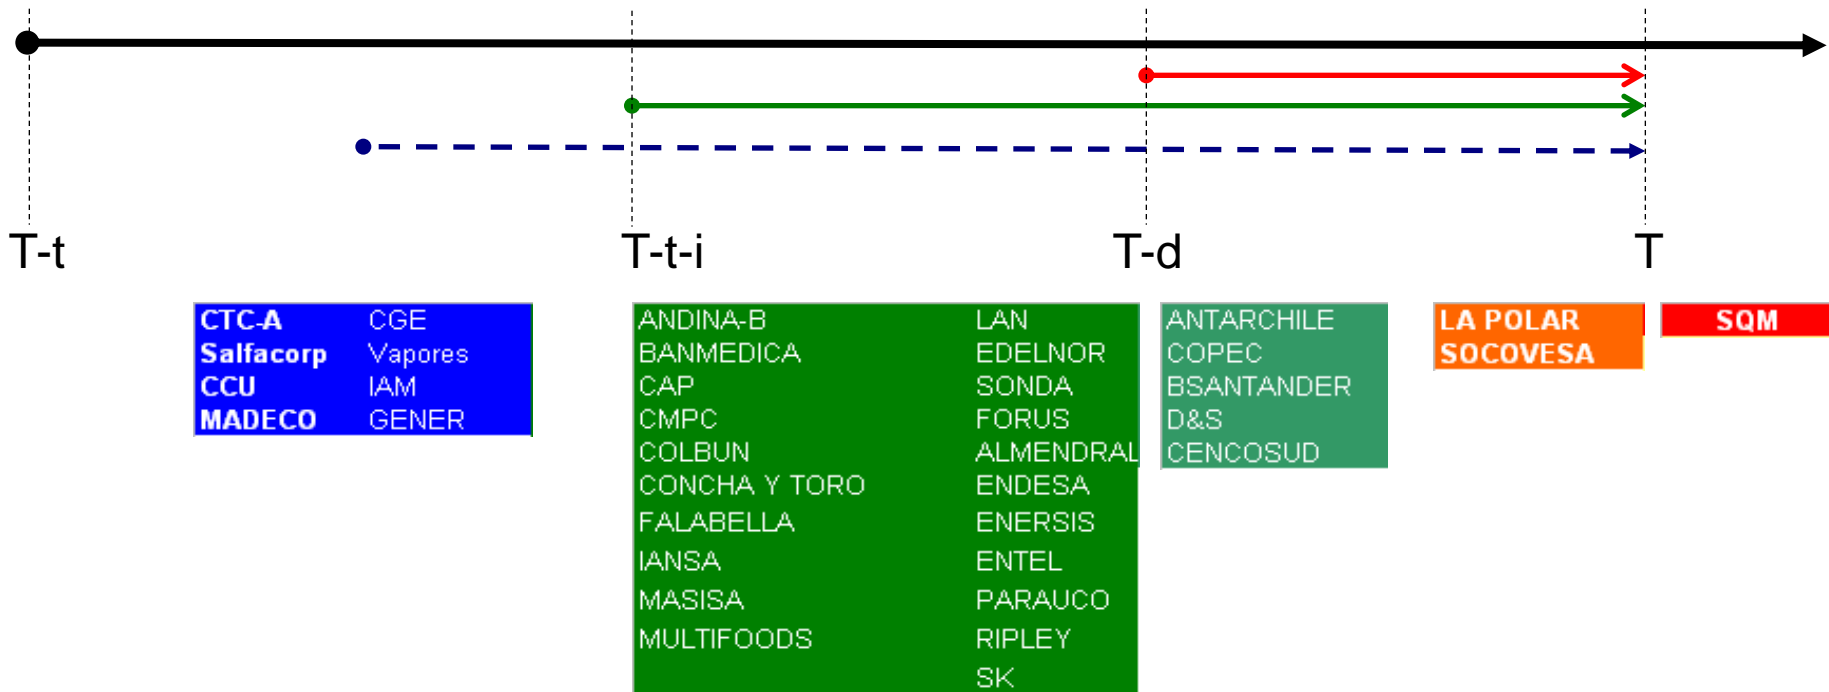 T-t
T-t-i
T-d
T
CTC-A CGE
Salfacorp Vapores
CCU IAM
MADECO GENER
ANDINA-B LAN
BANMEDICA EDELNOR
CAP SONDA
CMPC FORUS
COLBUN ALMENDRAL
CONCHA Y TORO ENDESA
FALABELLA ENERSIS
IANSA ENTEL
MASISA PARAUCO
MULTIFOODS RIPLEY
SK
ANTARCHILE
COPEC
BSANTANDER
D&S
CENCOSUD
LA POLAR
SOCOVESA
SQM